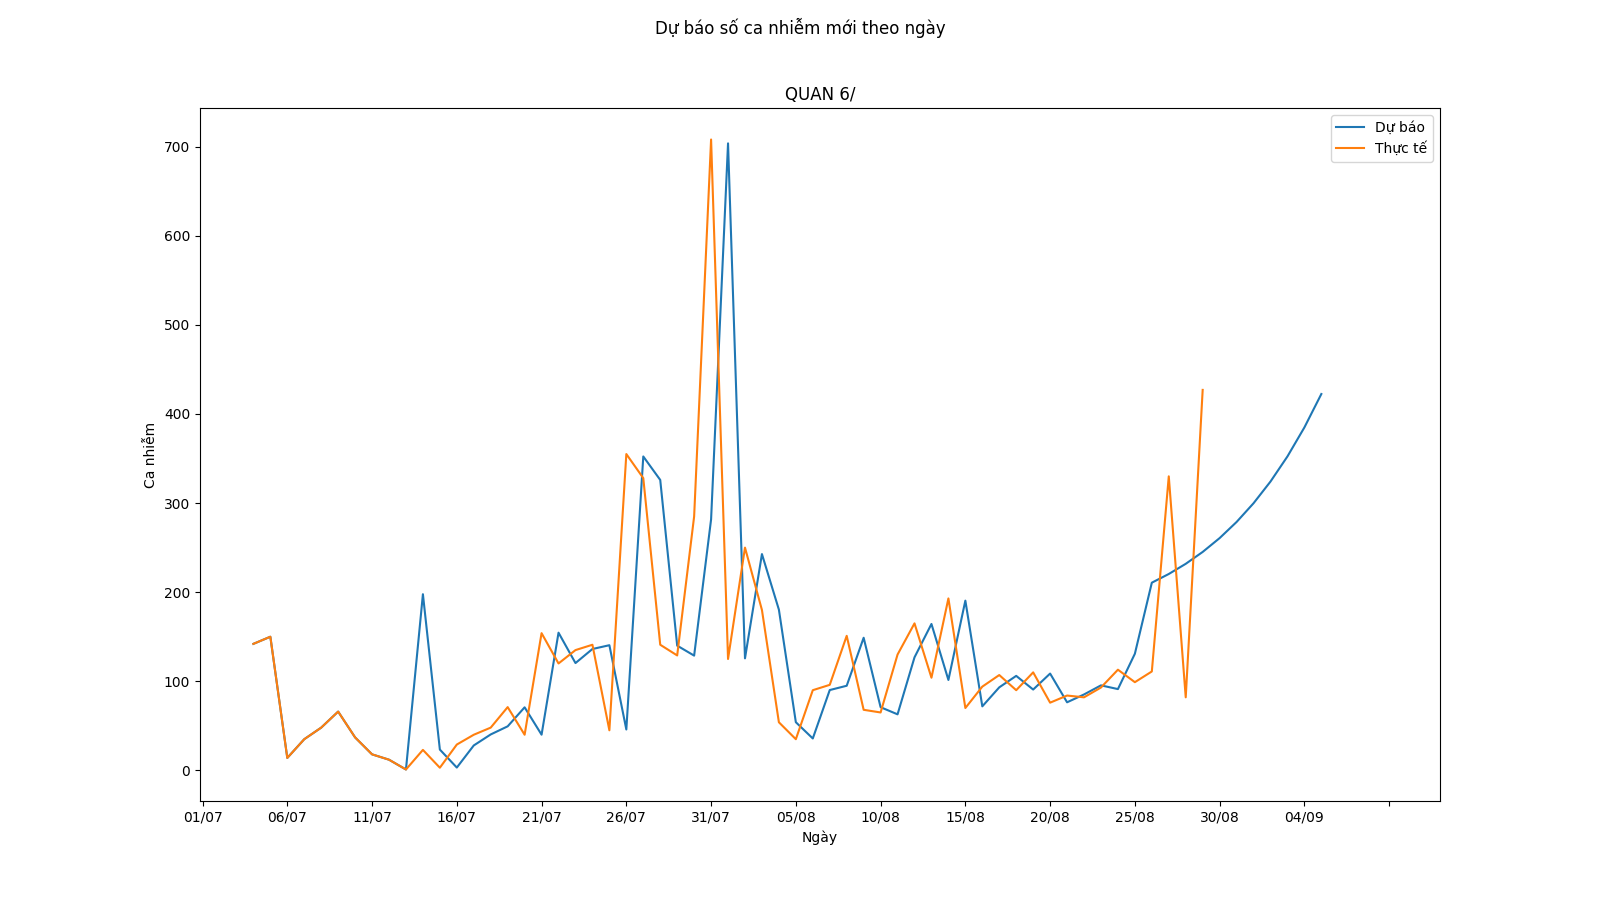 Dự báo số ca nhiễm mới theo ngày
QUAN 6/
Dự báo
Thực tế
700
600
500
400
300
200
100
0
Ca nhiễm
01/07 06/07 11/07 16/07 21/07 26/07 31/07 05/08 10/08 15/08 20/08 25/08 30/08 04/09
Ngày